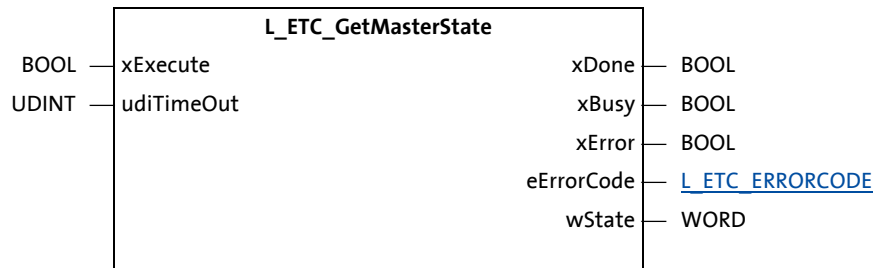 L_ETC_GetMasterState
BOOL xExecute xDone BOOL
UDINT udiTimeOut xBusy BOOL
xError BOOL
eErrorCode L_ETC_ERRORCODE
wState WORD